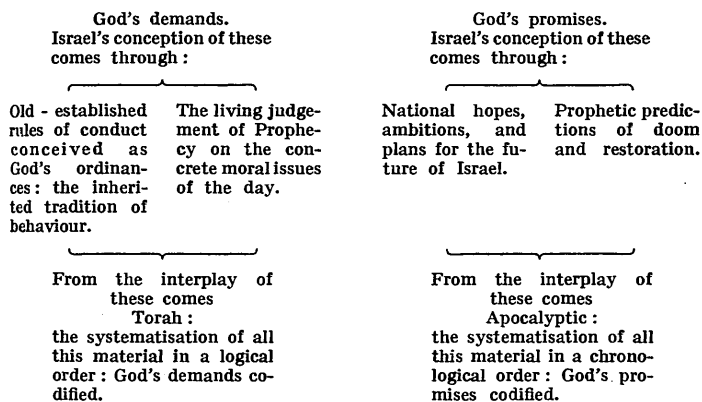 God's demands.
Israel's conception of these
comes through :
Old - established
rules of conduct
conceived as
God's ordinan-
ces : the inheri-
ted tradition of
behaviour.
The living judge-
ment of Prophe-
cy on the con-
crete moral issues
of the day.
From the interplay of
these comes
Torah :
the systematisation of all
this material in a logical
order : God's demands co-
dified.
God's promises.
Israel's conception of these
comes through :
National hopes,
ambitions, and
plans for the fu-
ture of Israel.
Prophetic predic-
tions of doom
and restoration.
From the interplay of
these comes
Apocalyptic :
the systematisation of all
this material in a chrono-
logical order : God's pro-
mises codified.